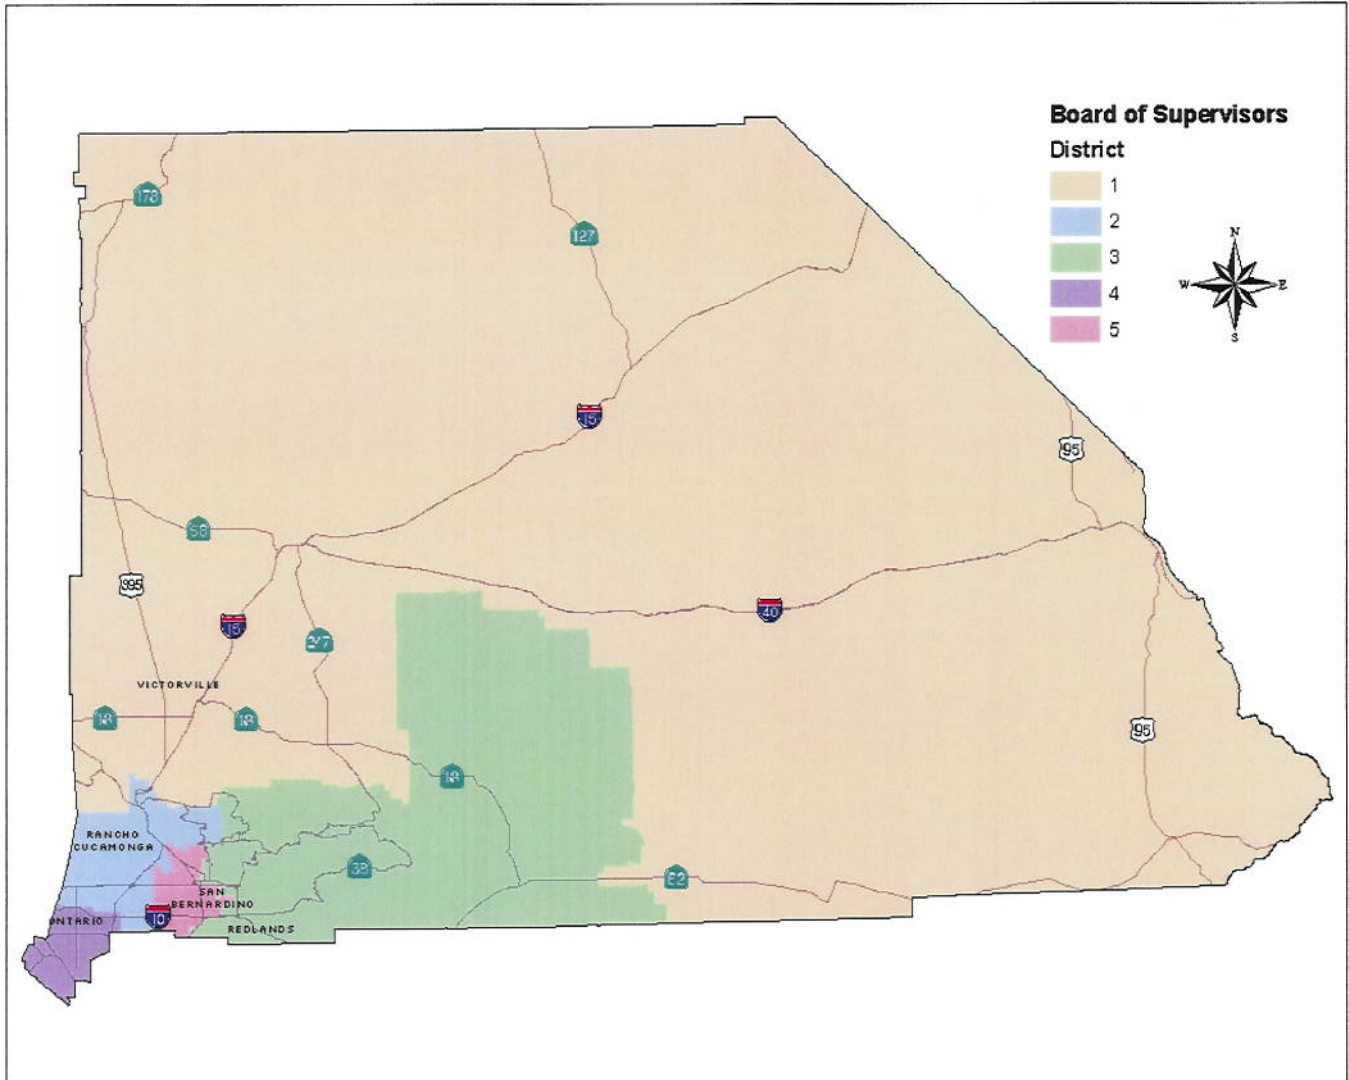 Board of Supervisors
District
1
2
3
4
5
N
W
E
S
178
127
15
95
58
395
15
247
40
VICTORVILLE
18
18
95
18
RANCHO
CUCAMONGA
38
62
SAN
BERNARDINO
10
ONTARIO
REDLANDS